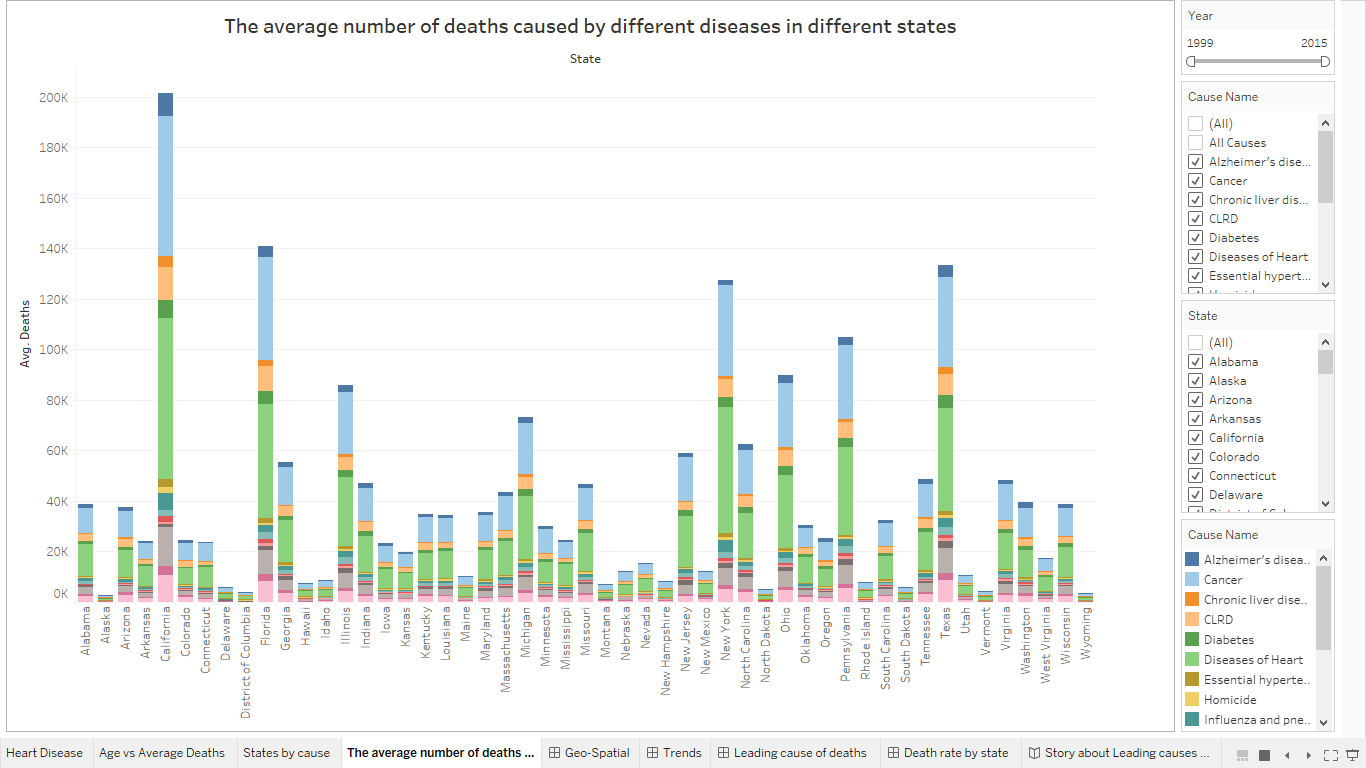 The average number of deaths caused by different diseases in different states
State
Avg. Deaths
200K
180K
160K
140K
120K
100K
80K
60K
40K
20K
0K
Alabama
Alaska
Arizona
Arkansas
California
Colorado
Connecticut
Delaware
District of Columbia
Florida
Georgia
Hawaii
Idaho
Illinois
Indiana
Iowa
Kansas
Kentucky
Louisiana
Maine
Maryland
Massachusetts
Michigan
Minnesota
Mississippi
Missouri
Montana
Nebraska
Nevada
New Hampshire
New Jersey
New Mexico
New York
North Carolina
North Dakota
Ohio
Oklahoma
Oregon
Pennsylvania
Rhode Island
South Carolina
South Dakota
Tennessee
Texas
Utah
Vermont
Virginia
Washington
West Virginia
Wisconsin
Wyoming
Year
1999 2015
Cause Name
(All)
All Causes
Alzheimer's dise...
Cancer
Chronic liver dis...
CLRD
Diabetes
Diseases of Heart
Essential hypert...
State
(All)
Alabama
Alaska
Arizona
Arkansas
California
Colorado
Connecticut
Delaware
Cause Name
Alzheimer's disea..
Cancer
Chronic liver dise..
CLRD
Diabetes
Diseases of Heart
Essential hyperte..
Homicide
Influenza and pne..
Heart Disease
Age vs Average Deaths
States by cause
The average number of deaths ...
Geo-Spatial
Trends
Leading cause of deaths
Death rate by state
Story about Leading causes ...